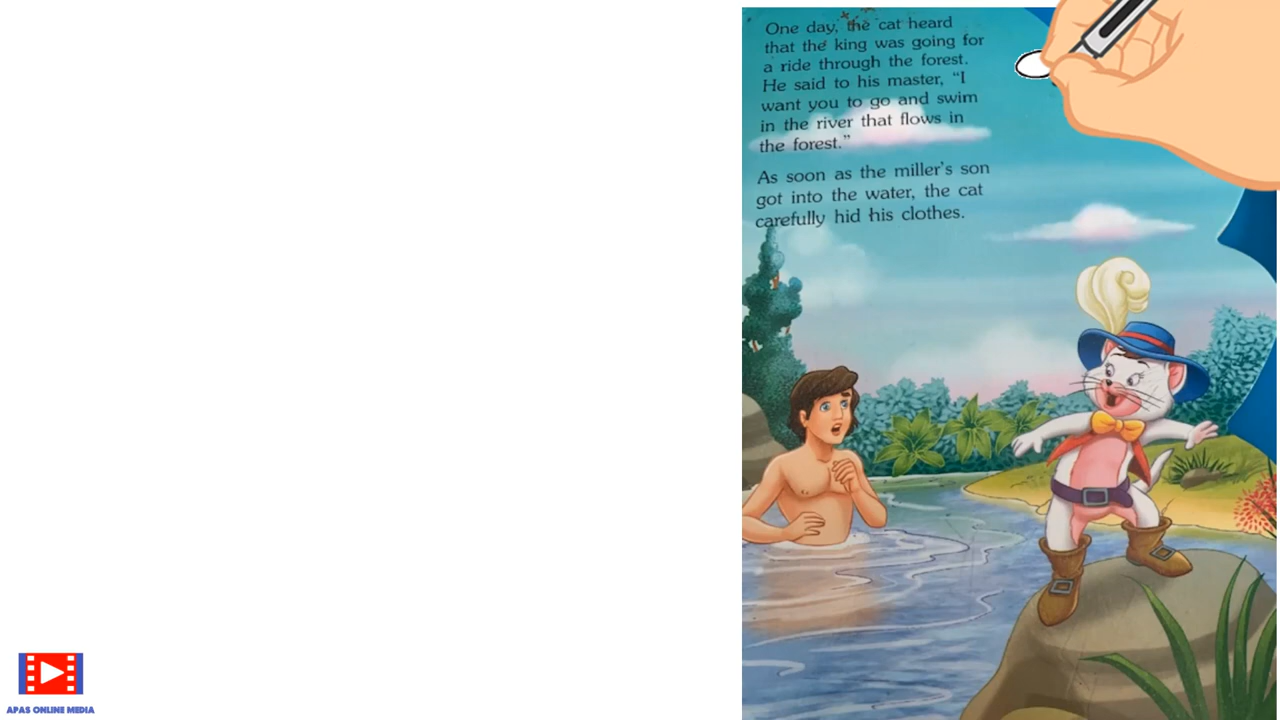 One day, the cat heard
that the king was going for
a ride through the forest.
He said to his master, “I
want you to go and swim
in the river that flows in
the forest.”
As soon as the miller’s son
got into the water, the cat
carefully hid his clothes.
APAS ONLINE MEDIA